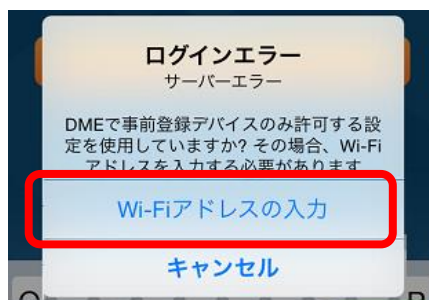 ログインエラー
サーバーエラー
DMEで事前登録デバイスのみ許可する設
定を使用していますか? その場合、Wi-Fi
アドレスを入力する必要があります
Wi-Fiアドレスの入力
キャンセル